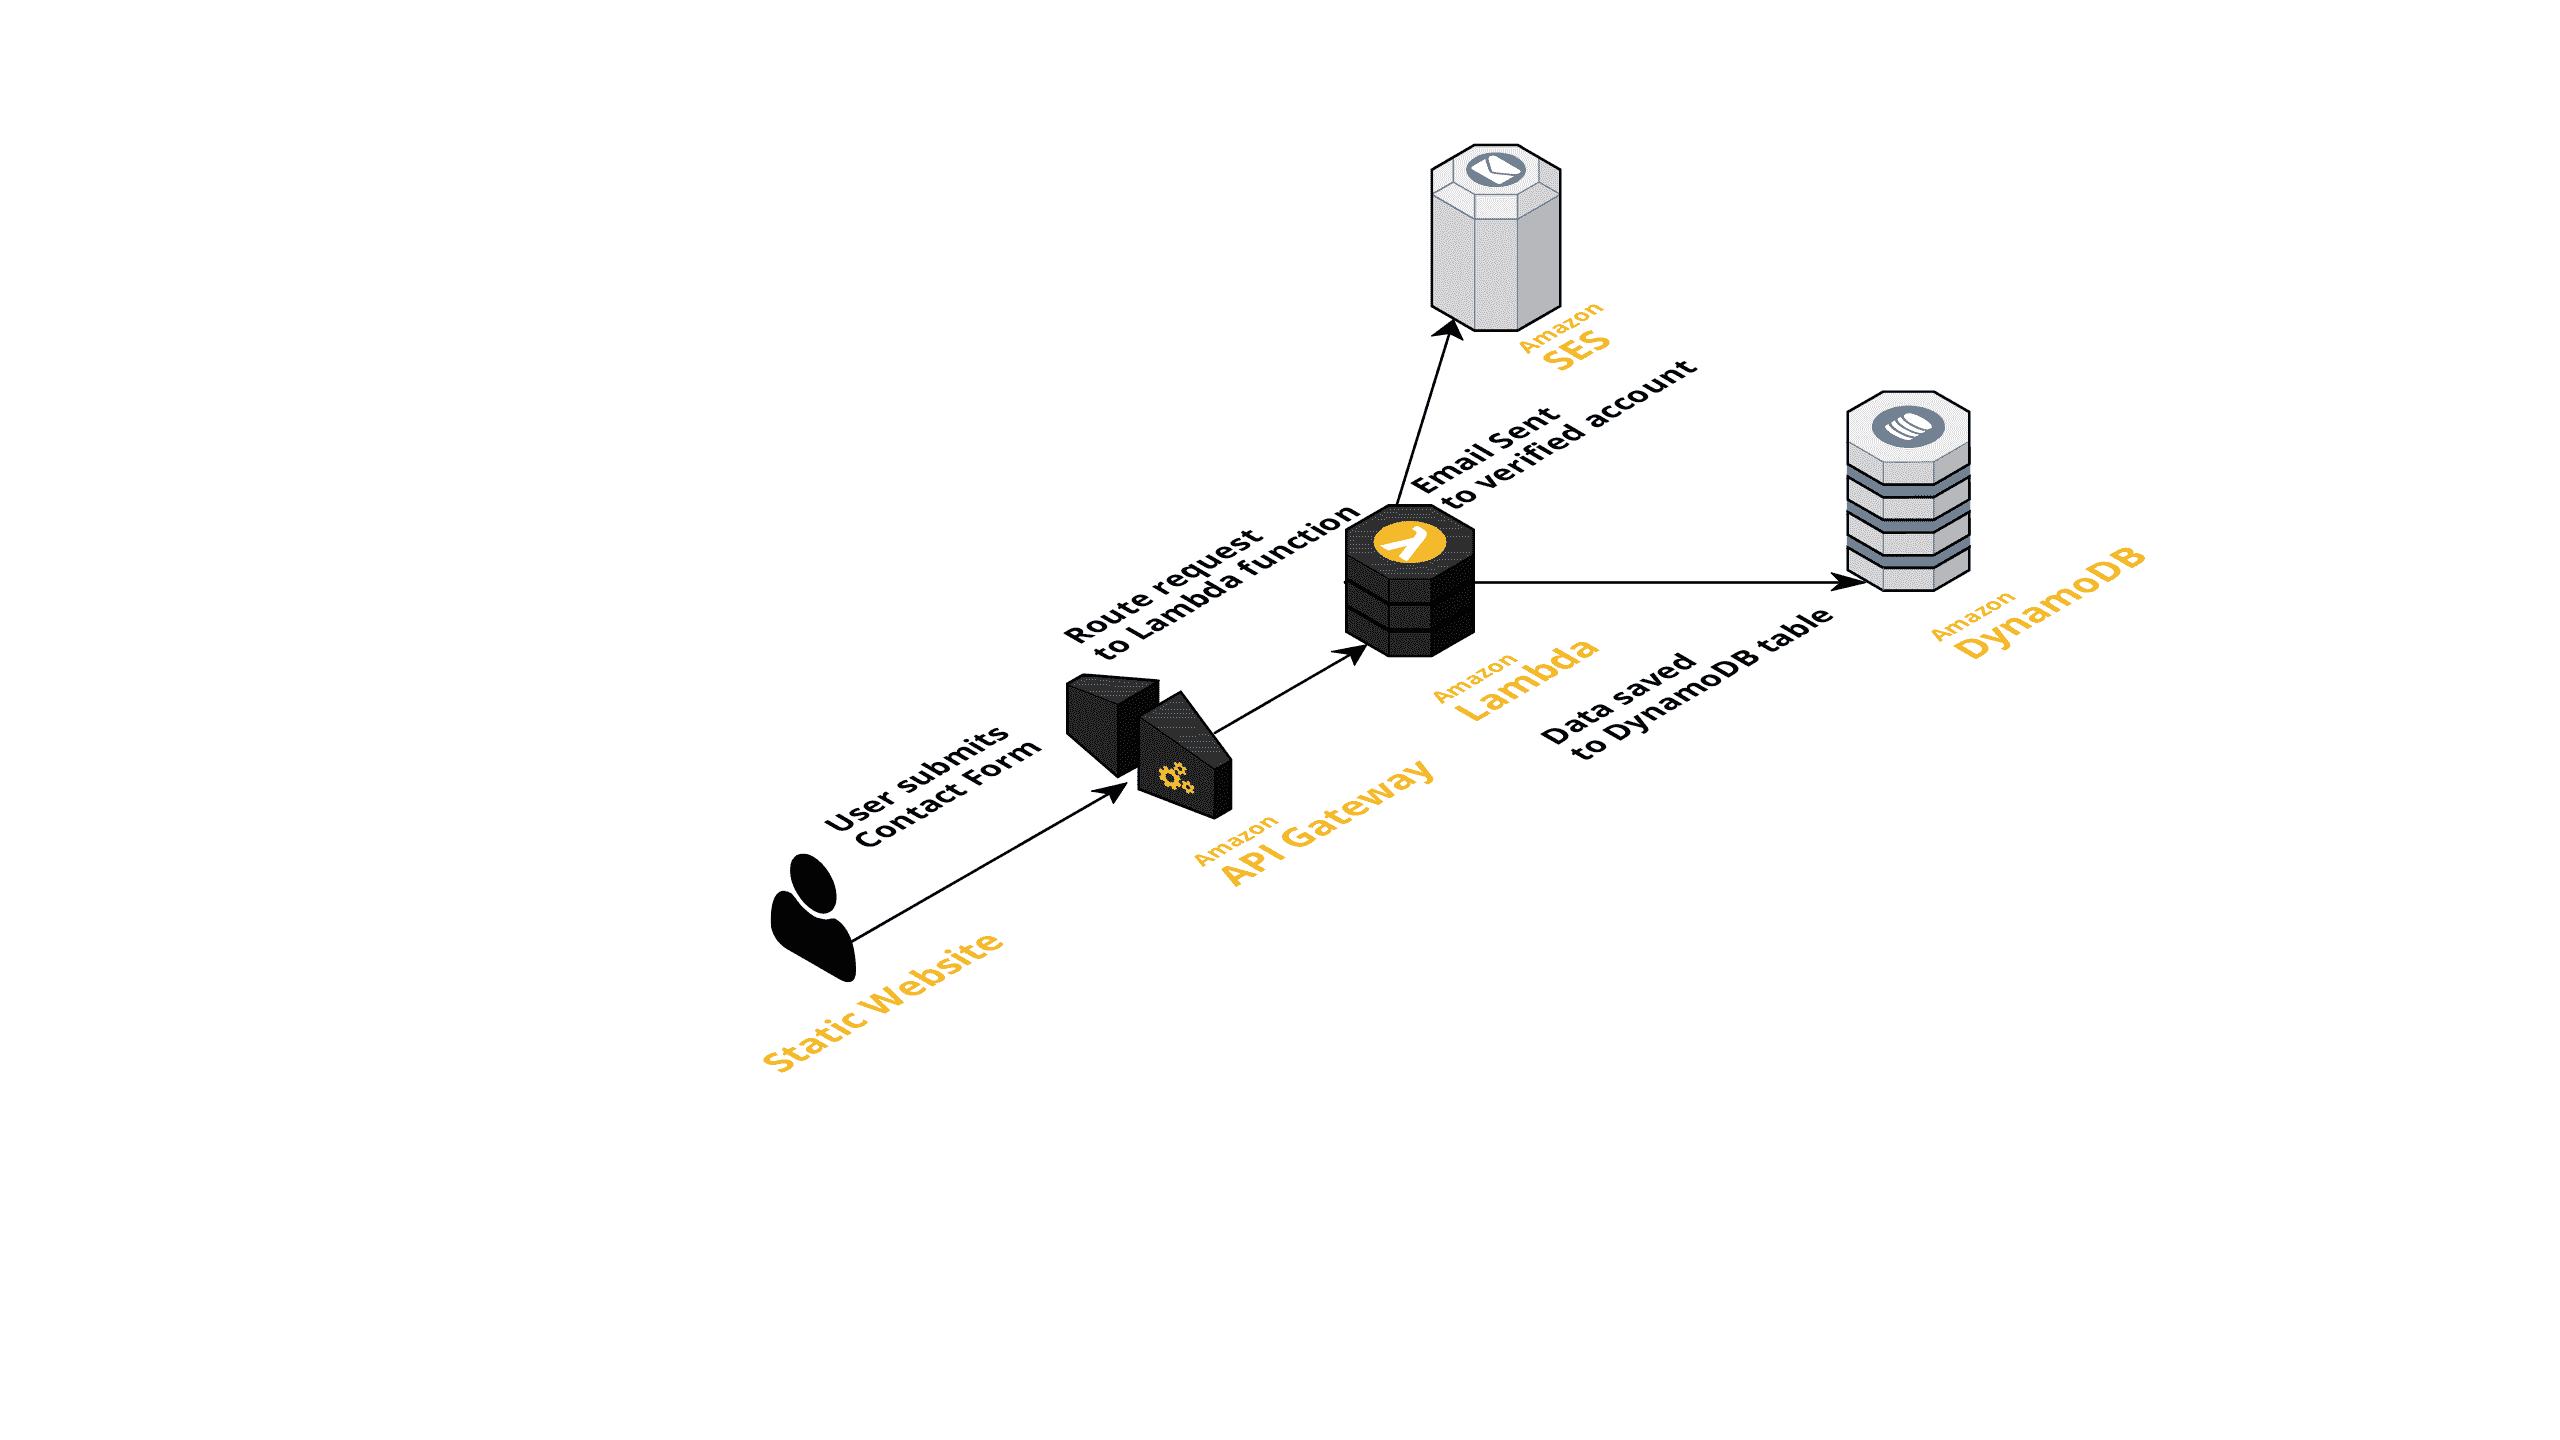 Amazon
SES
Email Sent
to verified account
Route request
to Lambda function
Amazon
DynamoDB
Amazon
Lambda
Data saved
to DynamoDB table
User submits
Contact Form
Amazon
API Gateway
Static Website